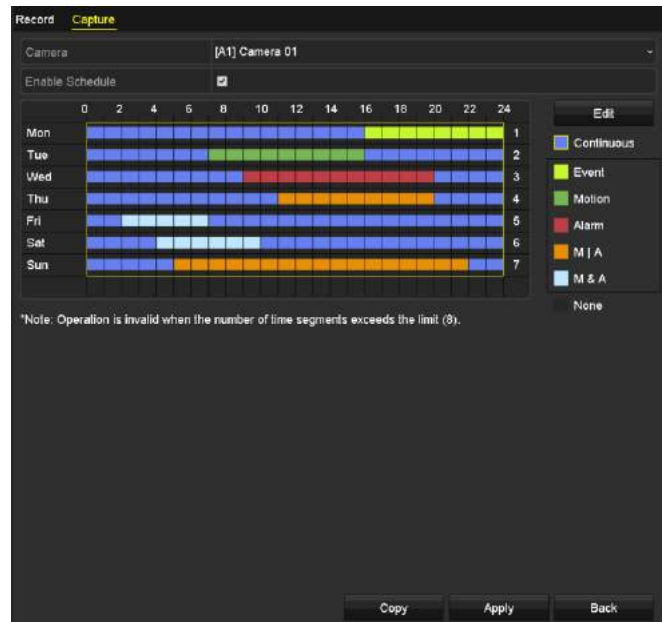 Record Capture
Camera [A1] Camera 01
Enable Schedule
0 2 4 6 8 10 12 14 16 18 20 22 24
Edit
Mon 1
Continuous
Tue 2
Wed 3
Event
Thu 4
Motion
Fri 5
Alarm
Sat 6
M | A
Sun 7
M & A
None
*Note: Operation is invalid when the number of time segments exceeds the limit (8).
Copy Apply Back